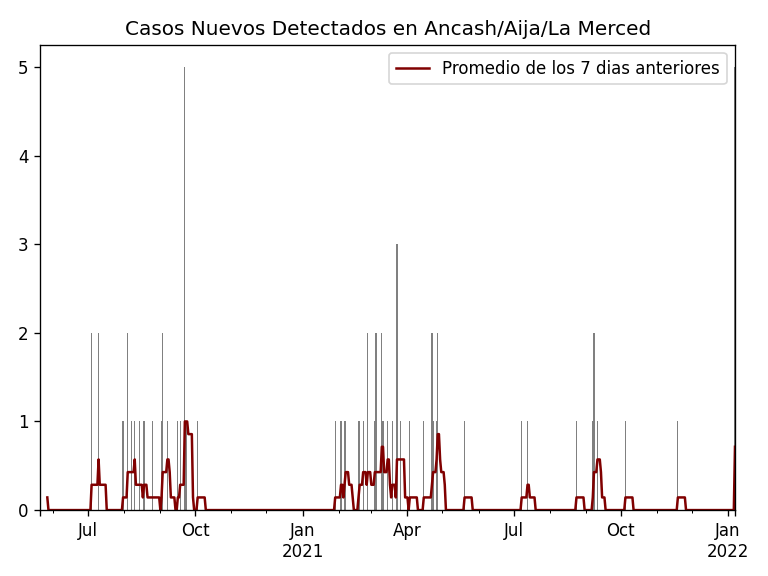 Casos Nuevos Detectados en Ancash/Aija/La Merced
Promedio de los 7 dias anteriores
5
4
3
2
1
0
Jul
Oct
Jan
2021
Apr
Jul
Oct
Jan
2022